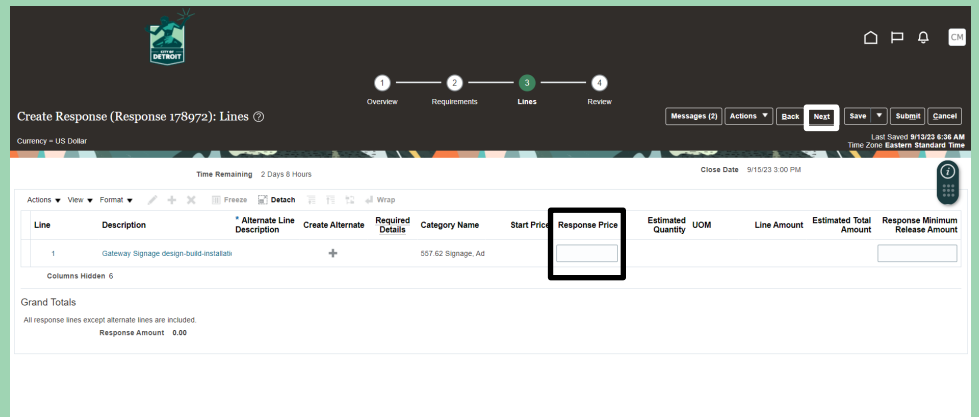 CITY OF
DETROIT
CM
1 2 3 4
Overview Requirements Lines Review
Create Response (Response 178972): Lines ?
Messages (2) Actions Back Next Save Submit Cancel
Currency = US Dollar
Last Saved 9/13/23 6:36 AM
Time Zone Eastern Standard Time
Time Remaining 2 Days 8 Hours
Close Date 9/15/23 3:00 PM
i
Actions View Format Freeze Detach Wrap
Line Description * Alternate Line Description Create Alternate Required Details Category Name Start Price Response Price Estimated Quantity UOM Line Amount Estimated Total Amount Response Minimum Release Amount
1 Gateway Signage design-build-installati 557.62 Signage, Ad
Columns Hidden 6
Grand Totals
All response lines except alternate lines are included.
Response Amount 0.00